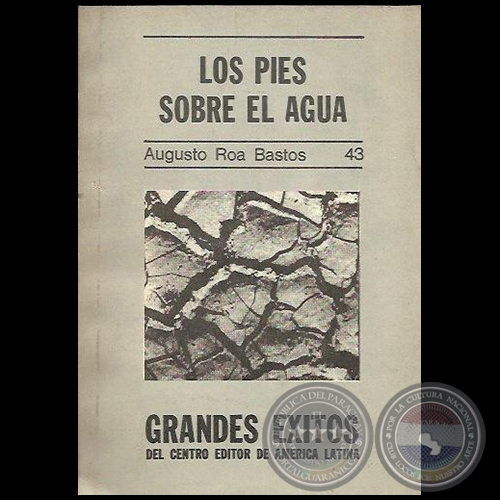 LOS PIES
SOBRE EL AGUA
Augusto Roa Bastos 43
GRANDES EXITOS
DEL CENTRO EDITOR DE AMERICA LATINA